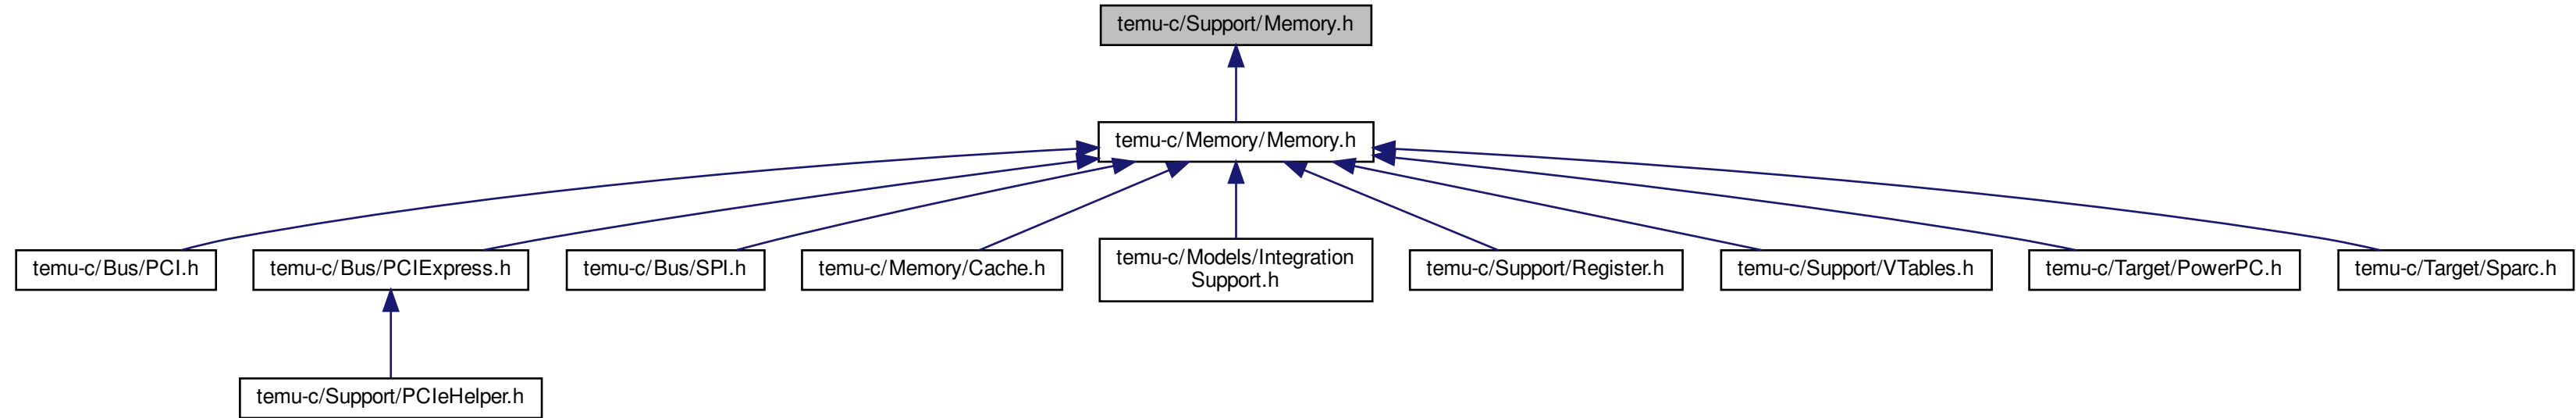 temu-c/Support/Memory.h
temu-c/Memory/Memory.h
temu-c/Bus/PCI.h
temu-c/Bus/PCIExpress.h
temu-c/Bus/SPI.h
temu-c/Memory/Cache.h
temu-c/Models/Integration
Support.h
temu-c/Support/Register.h
temu-c/Support/VTables.h
temu-c/Target/PowerPC.h
temu-c/Target/Sparc.h
temu-c/Support/PCIeHelper.h